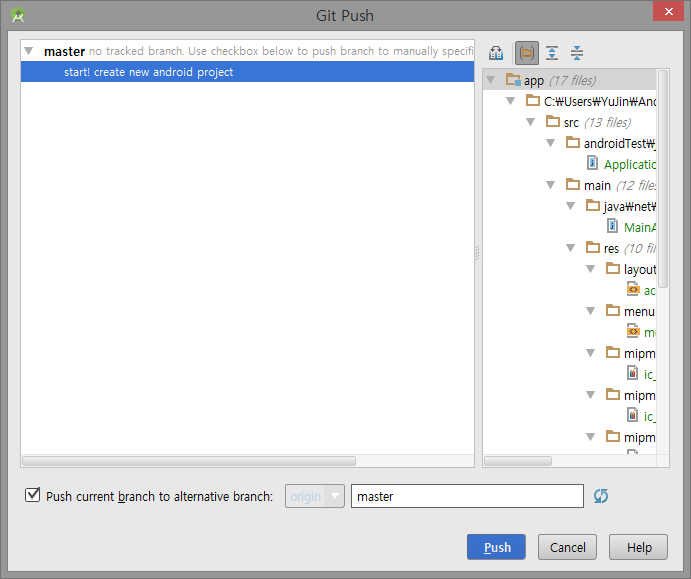 Git Push
master no tracked branch. Use checkbox below to push branch to manually specifi
start! create new android project
app (17 files)
C:₩Users₩YuJin₩And
src (13 files)
androidTest₩j
Applicatio
main (12 files
java₩net₩
MainA
res (10 fil
layout
ac
menu
me
mipm
ic_
mipm
ic_
mipm
Push current branch to alternative branch:
origin
master
Push
Cancel
Help